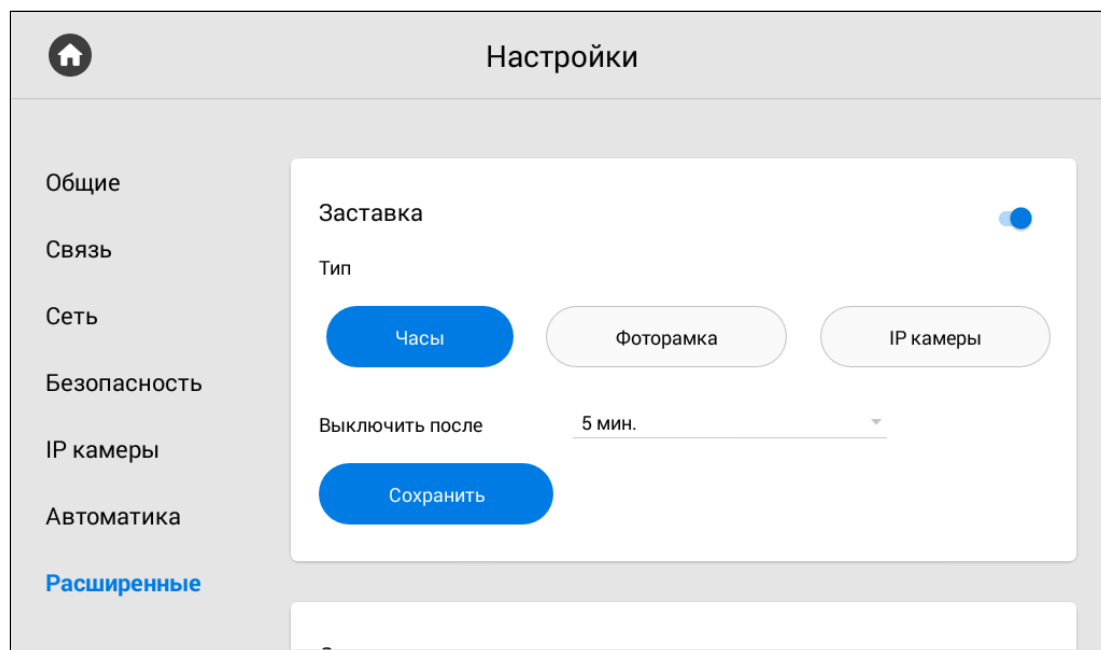 Настройки
Общие
Связь
Сеть
Безопасность
IP камеры
Автоматика
Расширенные
Заставка
Тип
Часы Фоторамка IP камеры
Выключить после 5 мин.
Сохранить